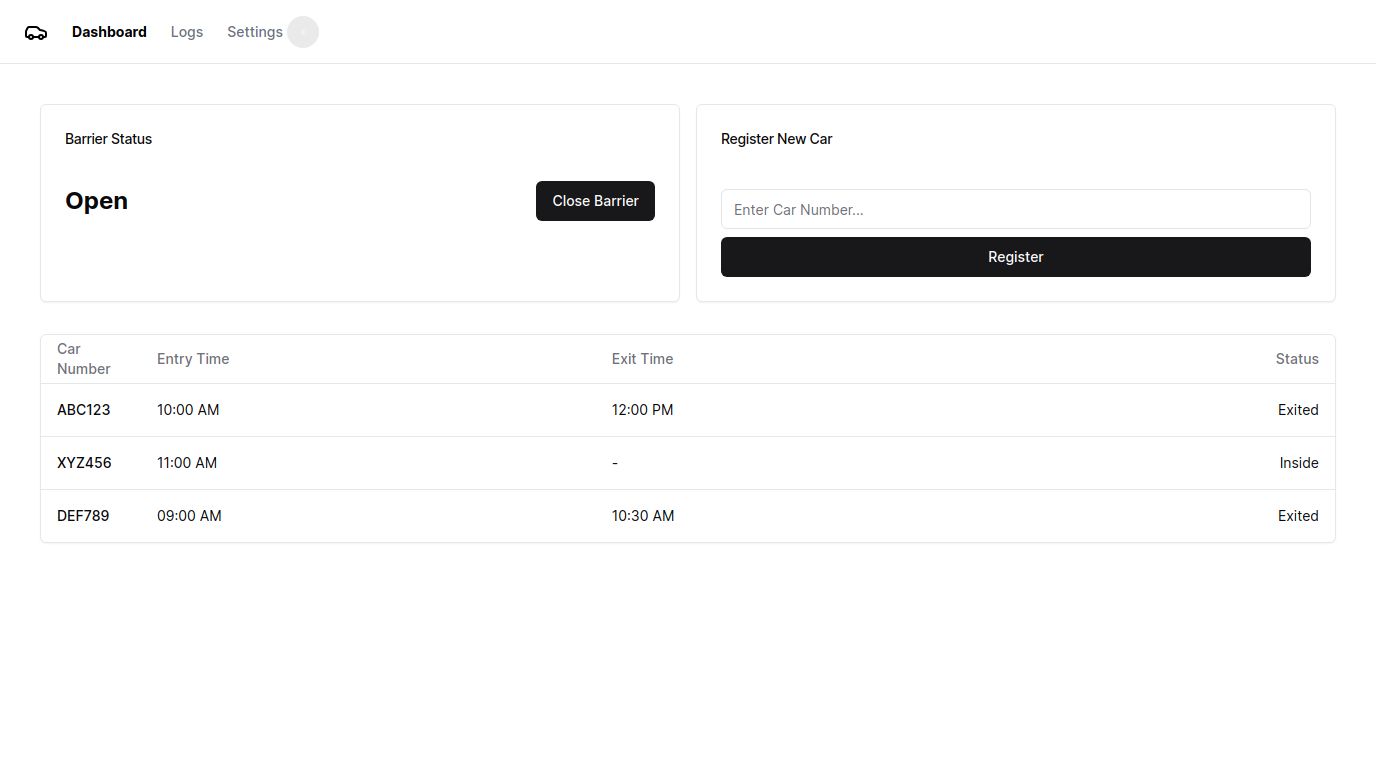 Dashboard Logs Settings
Barrier Status
Open
Close Barrier
Register New Car
Enter Car Number...
Register
Car Number Entry Time Exit Time Status
ABC123 10:00 AM 12:00 PM Exited
XYZ456 11:00 AM - Inside
DEF789 09:00 AM 10:30 AM Exited